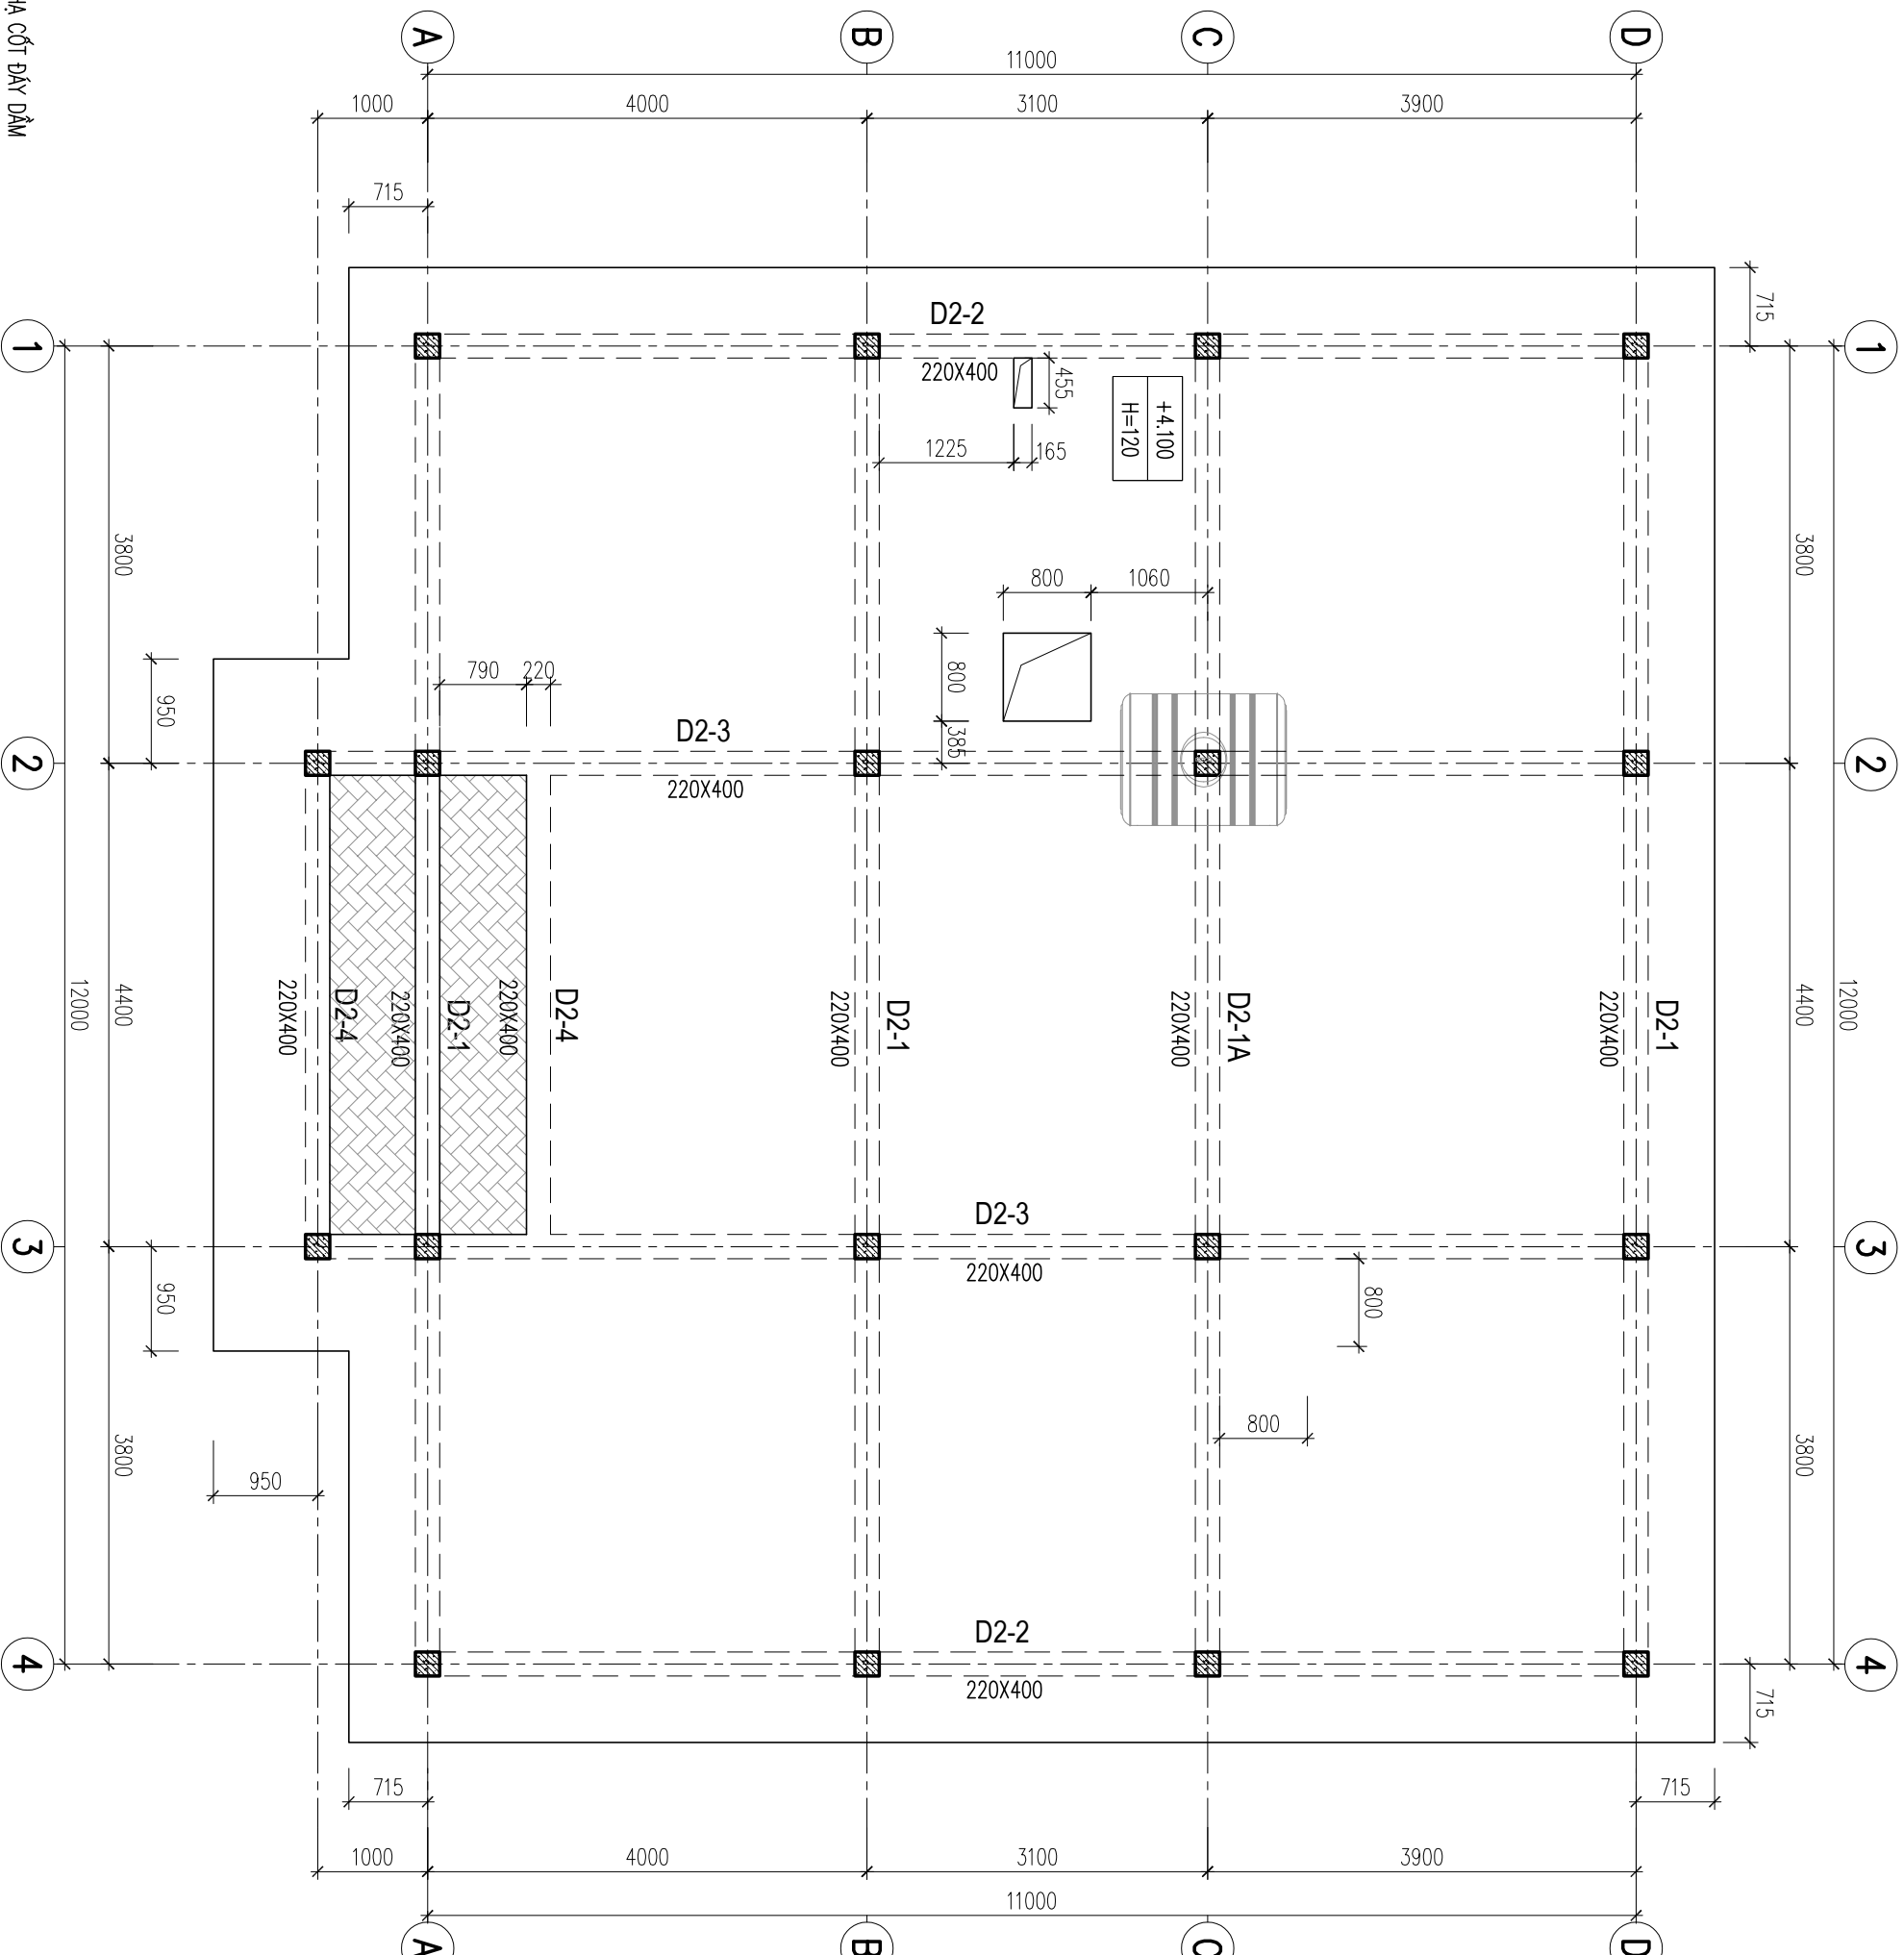 A
B
C
D
11000
1000
4000
3100
3900
715
715
1
D2-2
1
220X400
455
+4.100
H=120
1225
165
3800
3800
800
1060
790
220
950
800
D2-3
385
2
2
220X400
D2-4
220X400
D2-1
220X400
D2-4
220X400
D2-1
220X400
D2-1A
220X400
D2-1
220X400
12000
4400
4400
12000
D2-3
3
3
220X400
950
800
800
3800
3800
950
D2-2
4
4
220X400
715
715
715
1000
4000
3100
3900
11000
A
B
C
D
HẠ CỐT ĐÁY DẦM